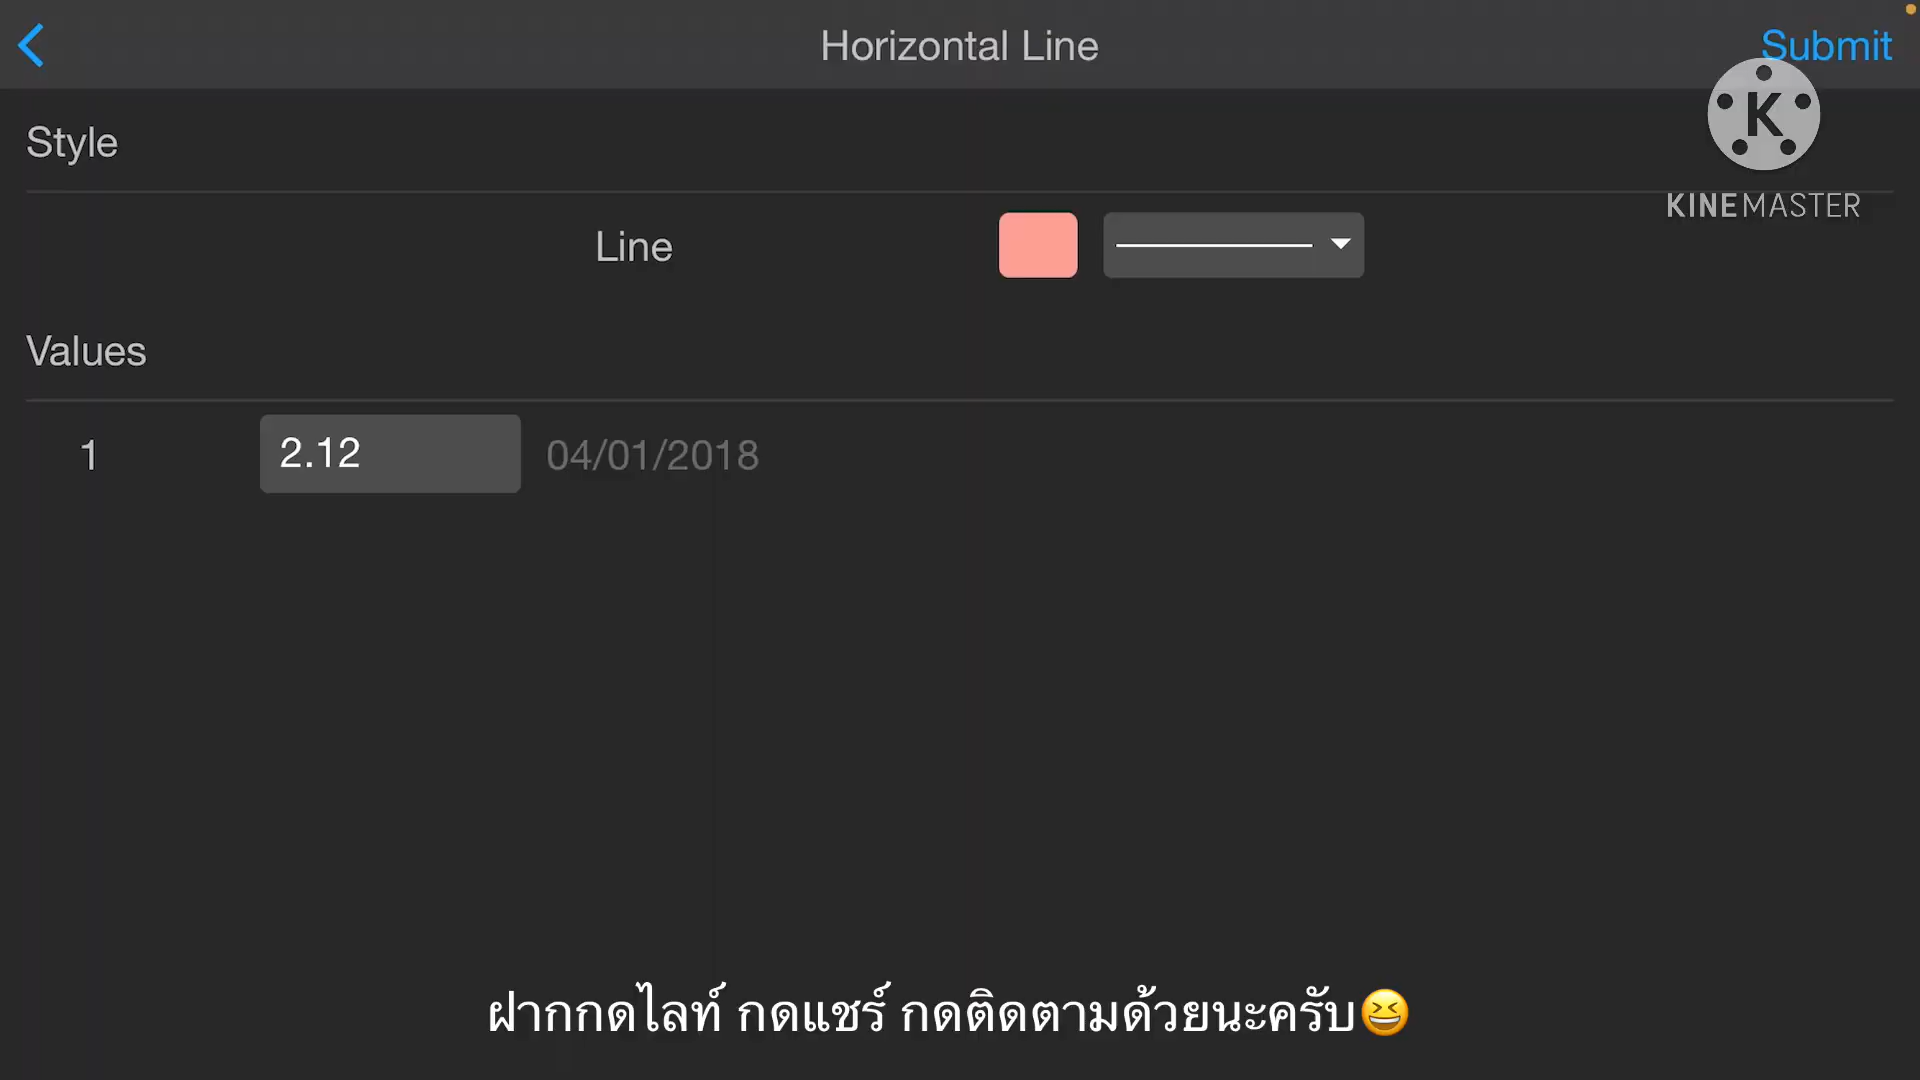 Horizontal Line
Submit
Style
K
KINEMASTER
Line
Values
1 2.12 04/01/2018
ฝากกดไลท์ กดแชร์ กดติดตามด้วยนะครับ😆